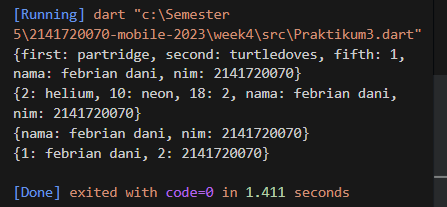 [Running] dart "c:\Semester
5\2141720070-mobile-2023\week4\src\Praktikum3.dart"
{first: partridge, second: turtledoves, fifth: 1,
nama: febrian dani, nim: 2141720070}
{2: helium, 10: neon, 18: 2, nama: febrian dani,
nim: 2141720070}
{nama: febrian dani, nim: 2141720070}
{1: febrian dani, 2: 2141720070}
[Done] exited with code=0 in 1.411 seconds